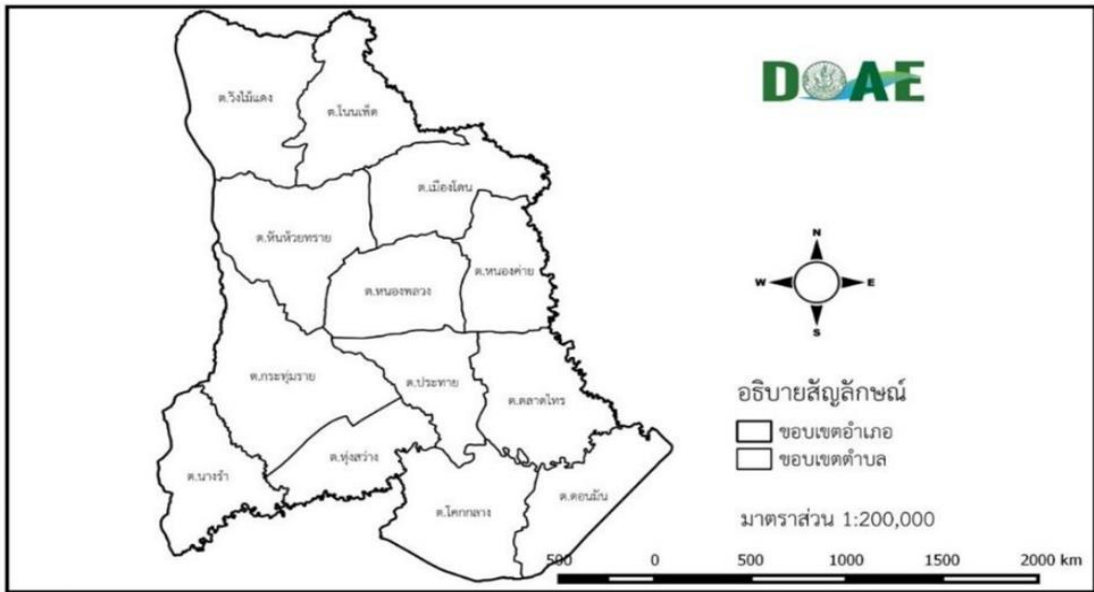 DOAE
ต.วังไม้แดง
ต.โนนเพ็ด
ต.เมืองโดน
ต.หันห้วยทราย
ต.หนองค่าย
ต.หนองพลวง
ต.กระทุ่มราย
ต.ประทาย
ต.ตลาดไทร
ต.ทุ่งสว่าง
ต.นางรำ
ต.โคกกลาง
ต.ดอนมัน
N
W
E
S
อธิบายสัญลักษณ์
ขอบเขตอำเภอ
ขอบเขตตำบล
มาตราส่วน 1:200,000
500 0 500 1000 1500 2000 km